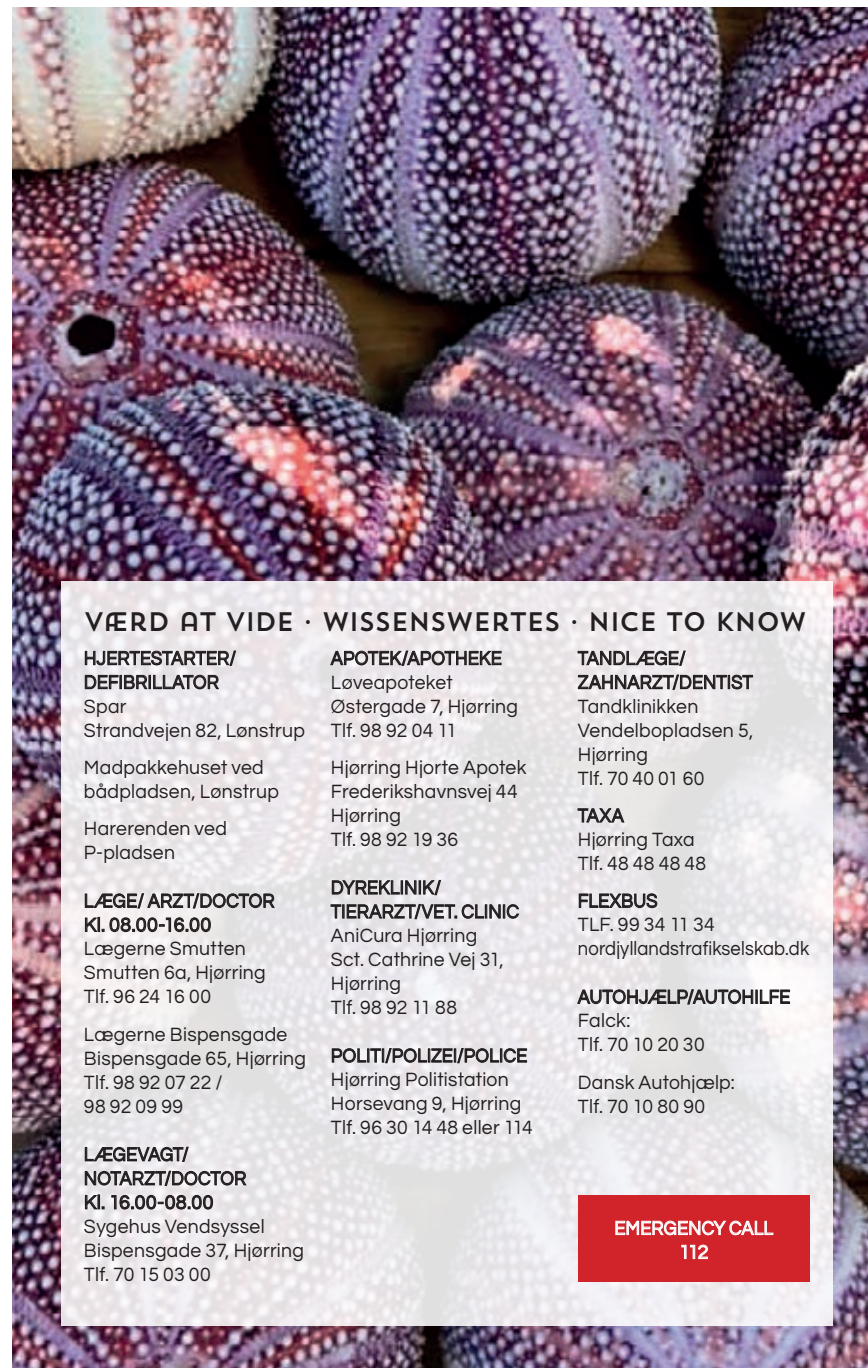 VÆRD AT VIDE · WISSENSWERTES · NICE TO KNOW
HJERTESTARTER/
DEFIBRILLATOR
Spar
Strandvejen 82, Lønstrup
Madpakkehuset ved
bådpladsen, Lønstrup
Harerenden ved
P-pladsen
LÆGE/ ARZT/DOCTOR
Kl. 08.00-16.00
Lægerne Smutten
Smutten 6a, Hjørring
Tlf. 96 24 16 00
Lægerne Bispensgade
Bispensgade 65, Hjørring
Tlf. 98 92 07 22 /
98 92 09 99
LÆGEVAGT/
NOTARZT/DOCTOR
Kl. 16.00-08.00
Sygehus Vendsyssel
Bispensgade 37, Hjørring
Tlf. 70 15 03 00
APOTEK/APOTHEKE
Løveapoteket
Østergade 7, Hjørring
Tlf. 98 92 04 11
Hjørring Hjorte Apotek
Frederikshavnsvej 44
Hjørring
Tlf. 98 92 19 36
DYREKLINIK/
TIERARZT/VET. CLINIC
AniCura Hjørring
Sct. Cathrine Vej 31,
Hjørring
Tlf. 98 92 11 88
POLITI/POLIZEI/POLICE
Hjørring Politistation
Horsevang 9, Hjørring
Tlf. 96 30 14 48 eller 114
TANDLÆGE/
ZAHNARZT/DENTIST
Tandklinikken
Vendelbopladsen 5,
Hjørring
Tlf. 70 40 01 60
TAXA
Hjørring Taxa
Tlf. 48 48 48 48
FLEXBUS
TLF. 99 34 11 34
nordjyllandstrafikselskab.dk
AUTOHJÆLP/AUTOHILFE
Falck:
Tlf. 70 10 20 30
Dansk Autohjælp:
Tlf. 70 10 80 90
EMERGENCY CALL
112